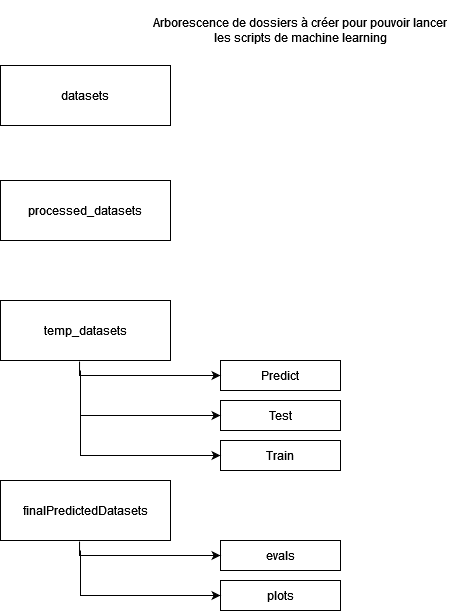 Arborescence de dossiers à créer pour pouvoir lancer
les scripts de machine learning
datasets
processed_datasets
temp_datasets
Predict
Test
Train
finalPredictedDatasets
evals
plots